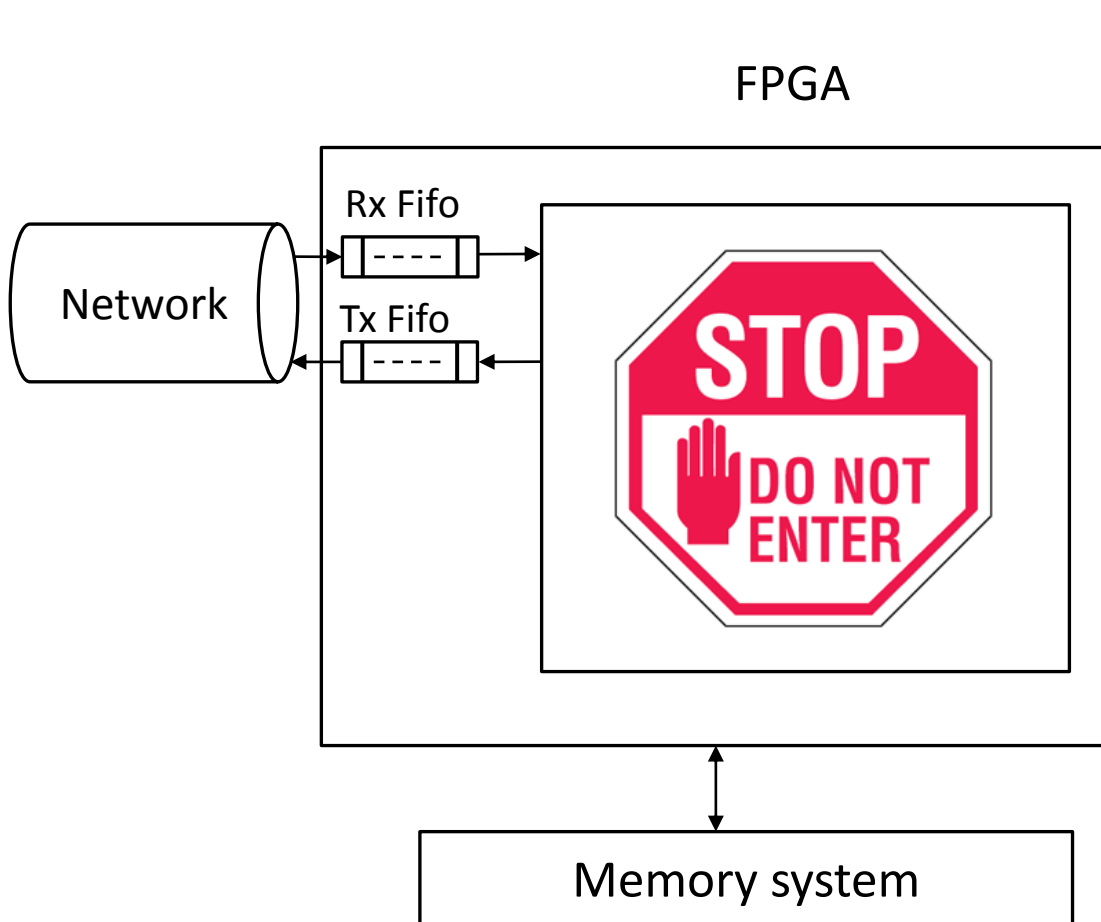 FPGA
Rx Fifo
Network
Tx Fifo
STOP
DO NOT
ENTER
Memory system